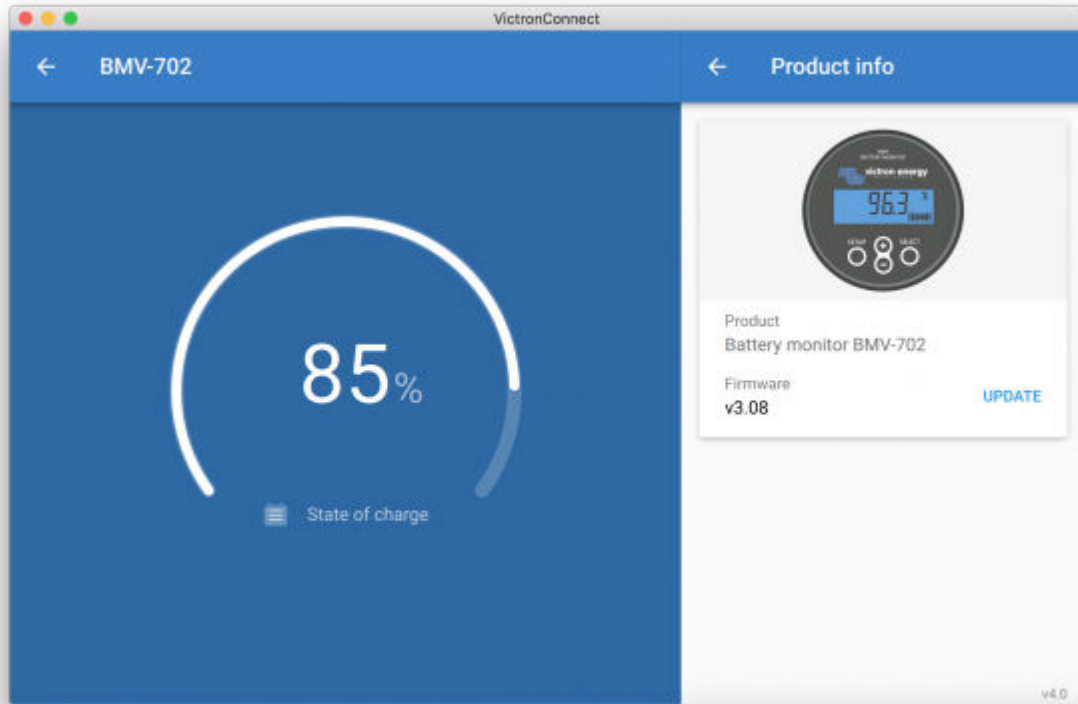 VictronConnect
BMV-702
85%
State of charge
Product info
victron energy
96.3
SETUP
SELECT
Product
Battery monitor BMV-702
Firmware
v3.08
UPDATE
v4.0